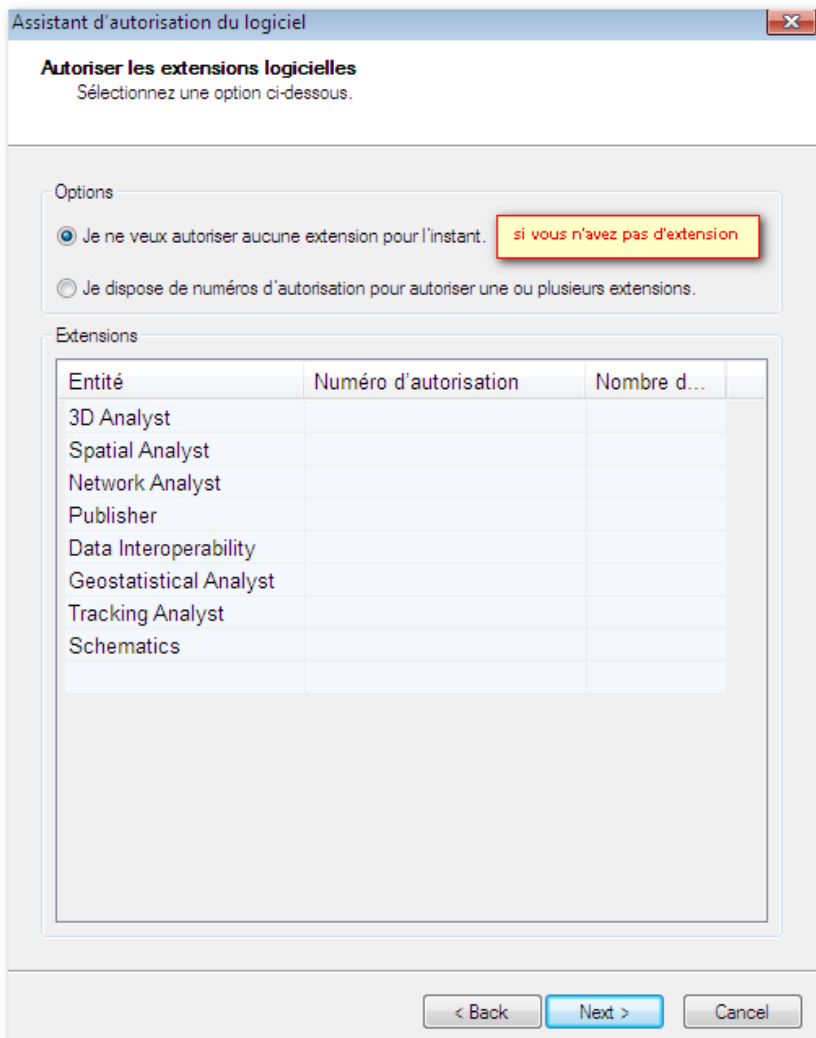 Assistant d'autorisation du logiciel
Autoriser les extensions logicielles
Sélectionnez une option ci-dessous.
Options
Je ne veux autoriser aucune extension pour l'instant.
si vous n'avez pas d'extension
Je dispose de numéros d'autorisation pour autoriser une ou plusieurs extensions.
Extensions
Entité Numéro d'autorisation Nombre d...
3D Analyst
Spatial Analyst
Network Analyst
Publisher
Data Interoperability
Geostatistical Analyst
Tracking Analyst
Schematics
< Back Next > Cancel